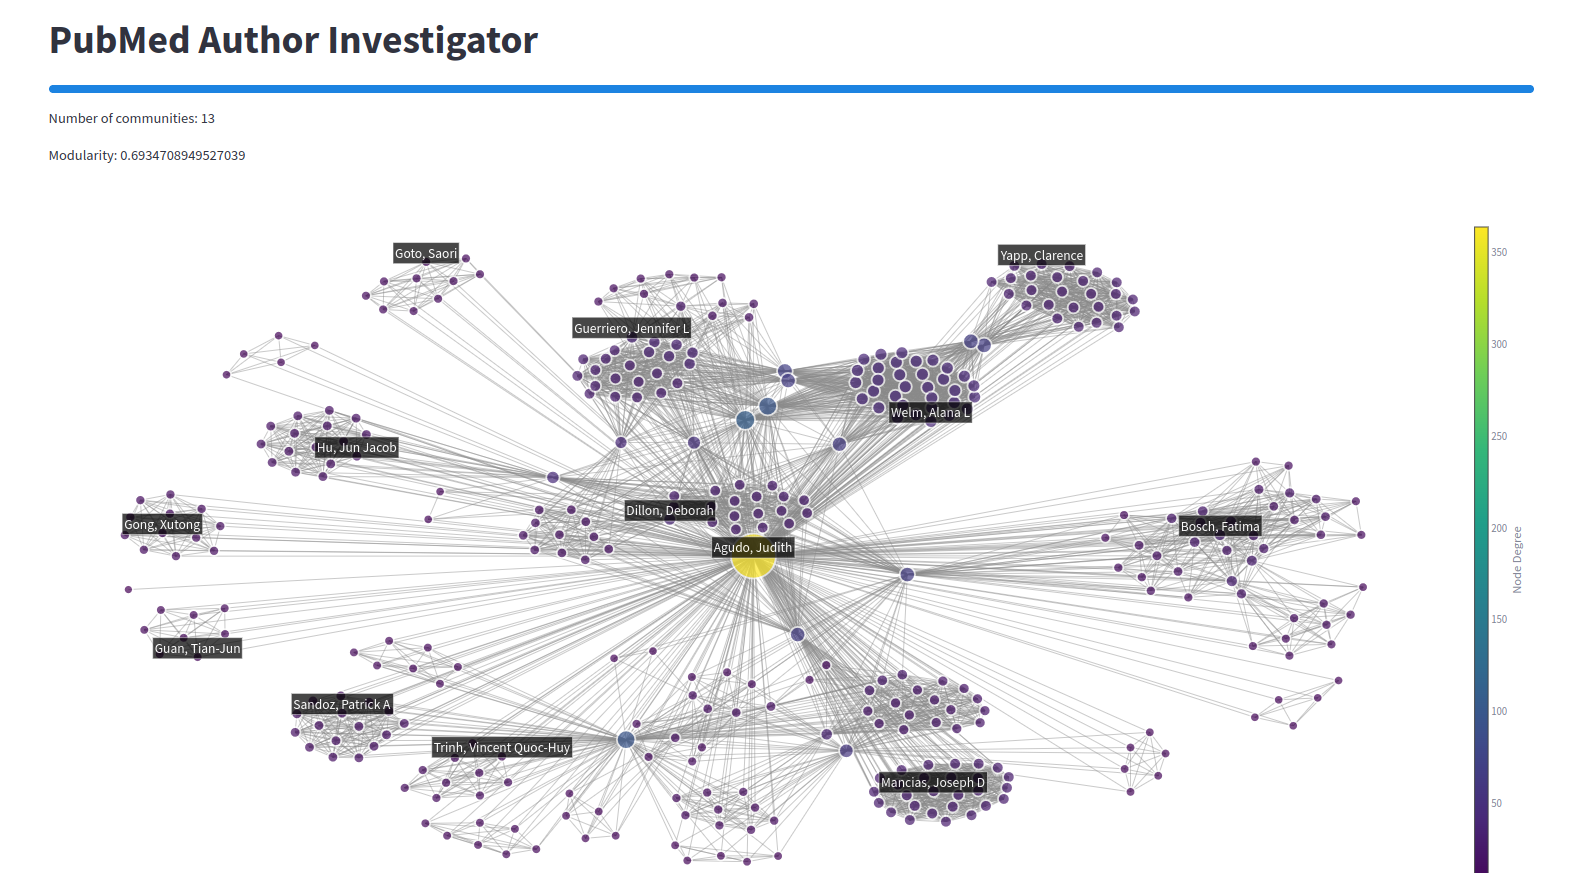 PubMed Author Investigator
Number of communities: 13
Modularity: 0.6934708949527039
Goto, Saori
Yapp, Clarence
Guerriero, Jennifer L
Welm, Alana L
Hu, Jun Jacob
Dillon, Deborah
Gong, Xutong
Bosch, Fatima
Agudo, Judith
Guan, Tian-Jun
Sandoz, Patrick A
Trinh, Vincent Quoc-Huy
Mancias, Joseph D
350
300
250
200
150
100
50
Node Degree